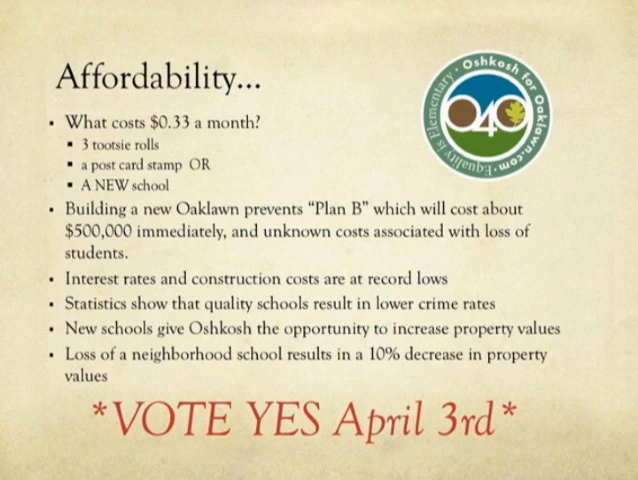 Affordability...
Oshkosh for Oaklawn.com
Equality is Elementary
O4O
▪ What costs $0.33 a month?
▪ 3 tootsie rolls
▪ a post card stamp OR
▪ A NEW school
▪ Building a new Oaklawn prevents “Plan B” which will cost about
$500,000 immediately, and unknown costs associated with loss of
students.
▪ Interest rates and construction costs are at record lows
▪ Statistics show that quality schools result in lower crime rates
▪ New schools give Oshkosh the opportunity to increase property values
▪ Loss of a neighborhood school results in a 10% decrease in property
values
*VOTE YES April 3rd*